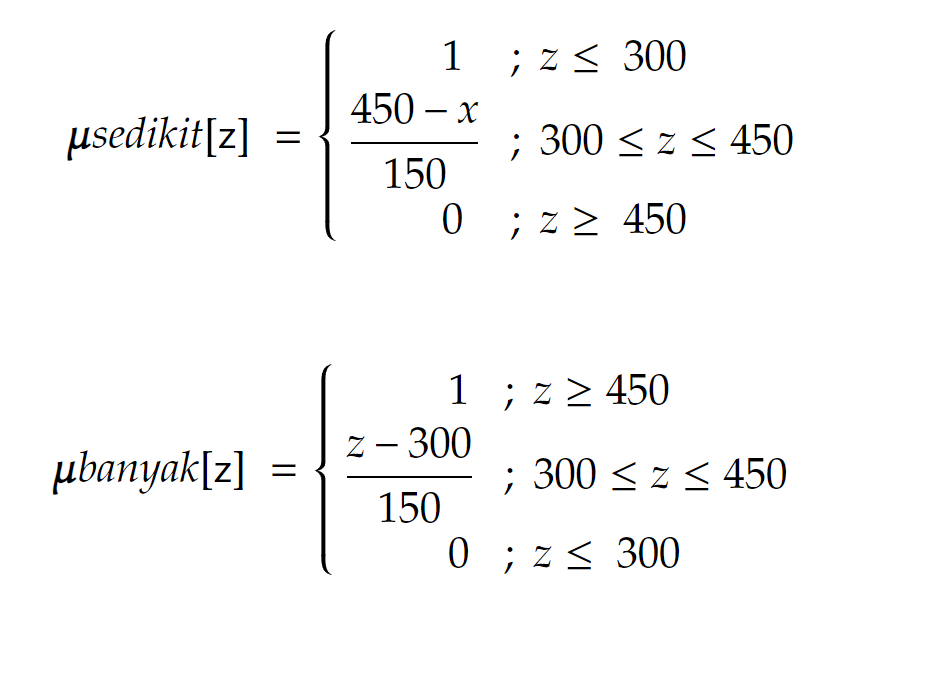 1 ; z ≤ 300
450 − x
μsedikit[z] = { ; 300 ≤ z ≤ 450
150
0 ; z ≥ 450
1 ; z ≥ 450
z − 300
μbanyak[z] = { ; 300 ≤ z ≤ 450
150
0 ; z ≤ 300